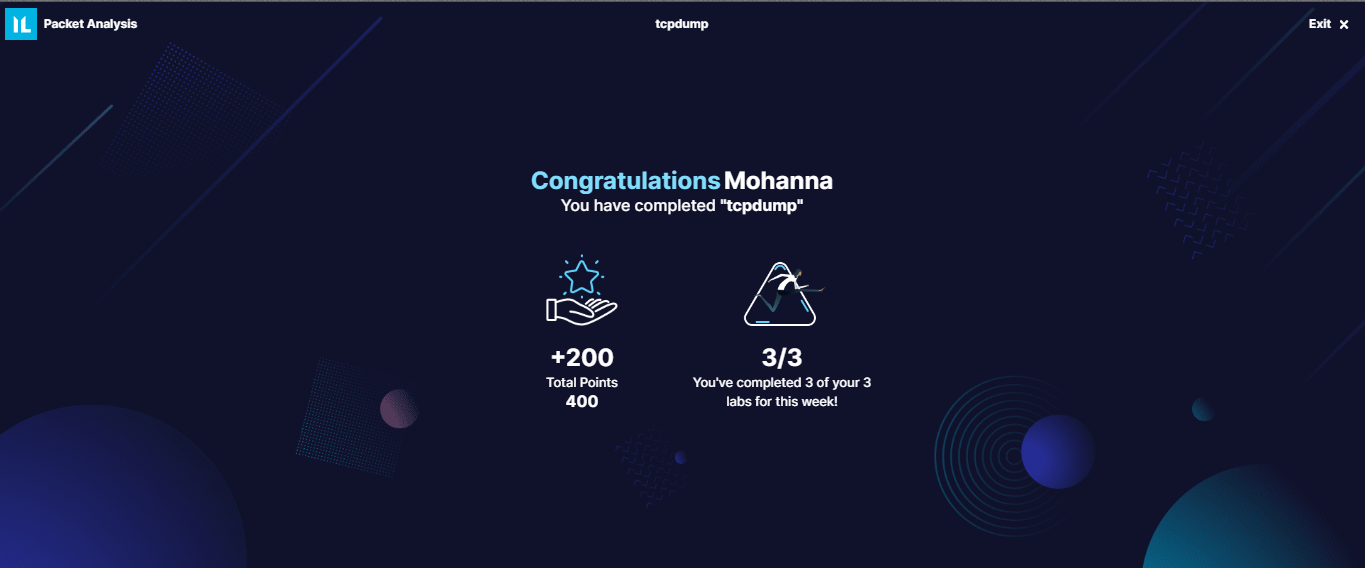 IL Packet Analysis
tcpdump
Exit ×
Congratulations Mohanna
You have completed "tcpdump"
+200
Total Points
400
3/3
You've completed 3 of your 3
labs for this week!